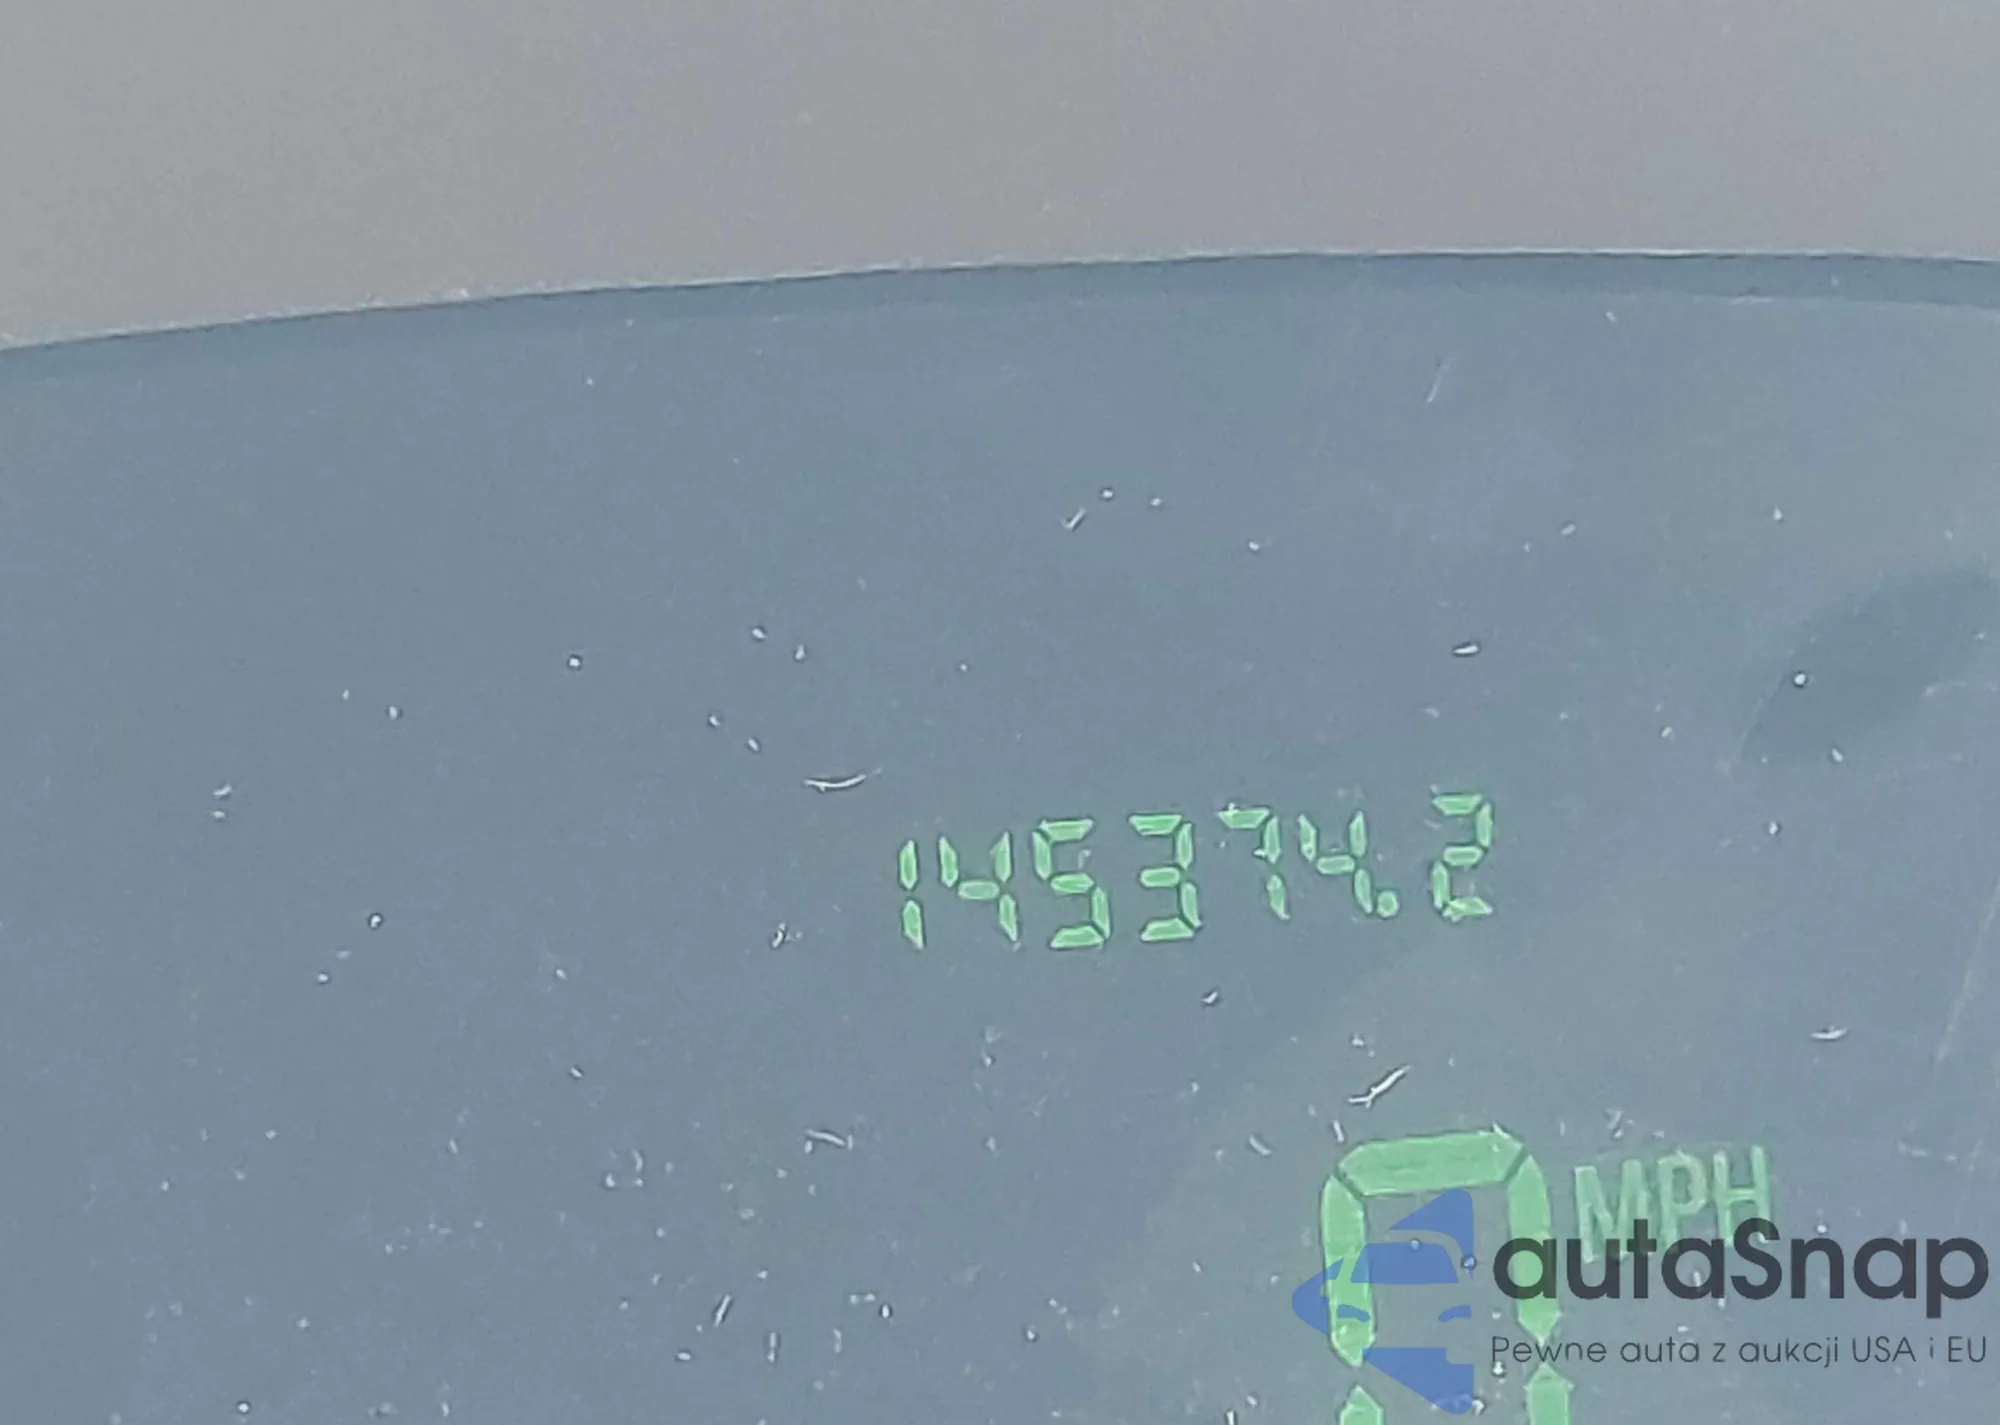 145374.2
0 MPH
autaSnap
Pewne auta z aukcji USA i EU